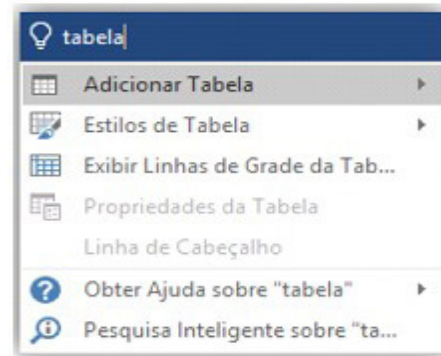 tabela
Adicionar Tabela
Estilos de Tabela
Exibir Linhas de Grade da Tab...
Propriedades da Tabela
Linha de Cabeçalho
Obter Ajuda sobre "tabela"
Pesquisa Inteligente sobre "ta...